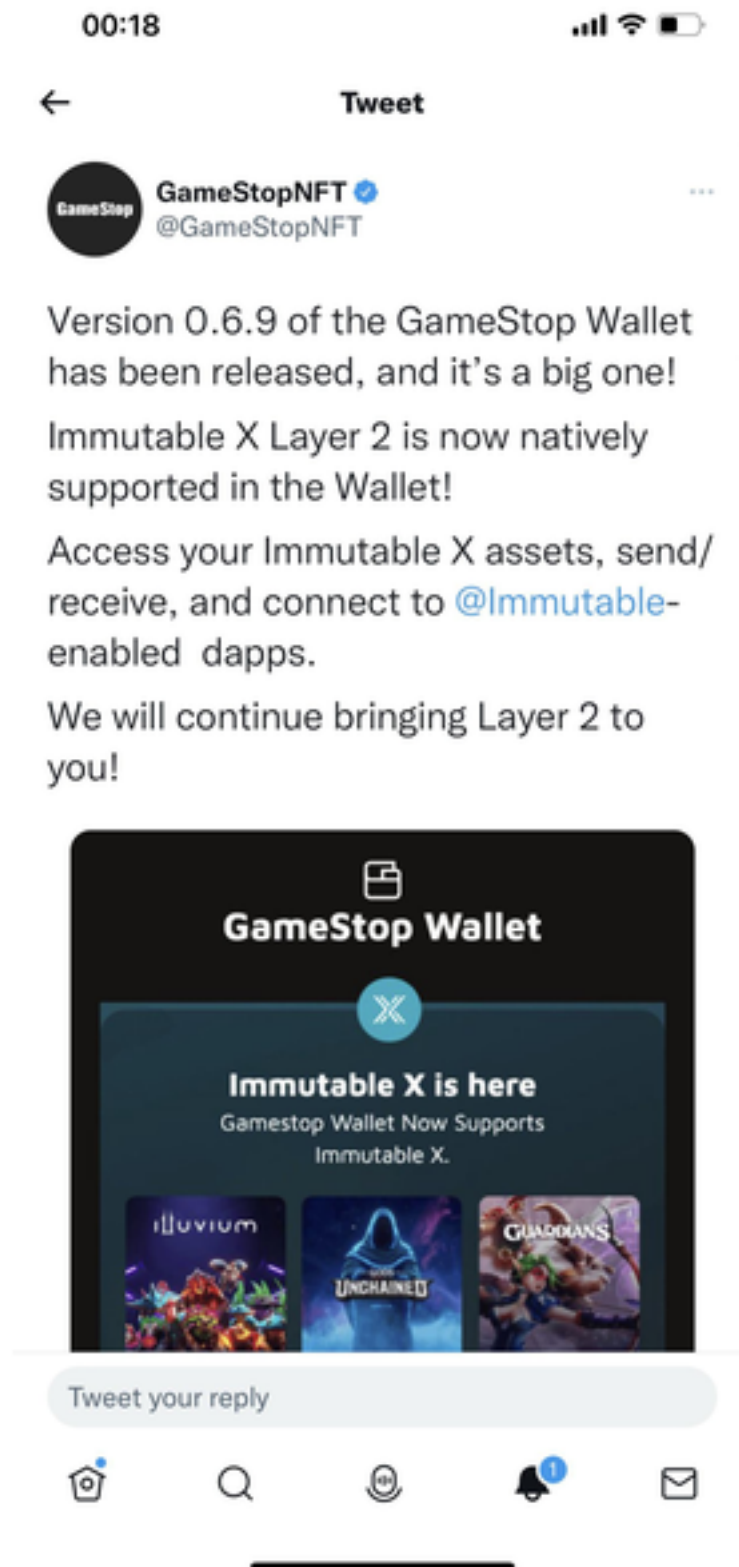 00:18
Tweet
GameStop
GameStopNFT
@GameStopNFT
Version 0.6.9 of the GameStop Wallet
has been released, and it's a big one!
Immutable X Layer 2 is now natively
supported in the Wallet!
Access your Immutable X assets, send/
receive, and connect to @Immutable-
enabled dapps.
We will continue bringing Layer 2 to
you!
GameStop Wallet
Immutable X is here
Gamestop Wallet Now Supports
Immutable X.
illuvium
UNCHAINED
GUARDIANS
Tweet your reply
1